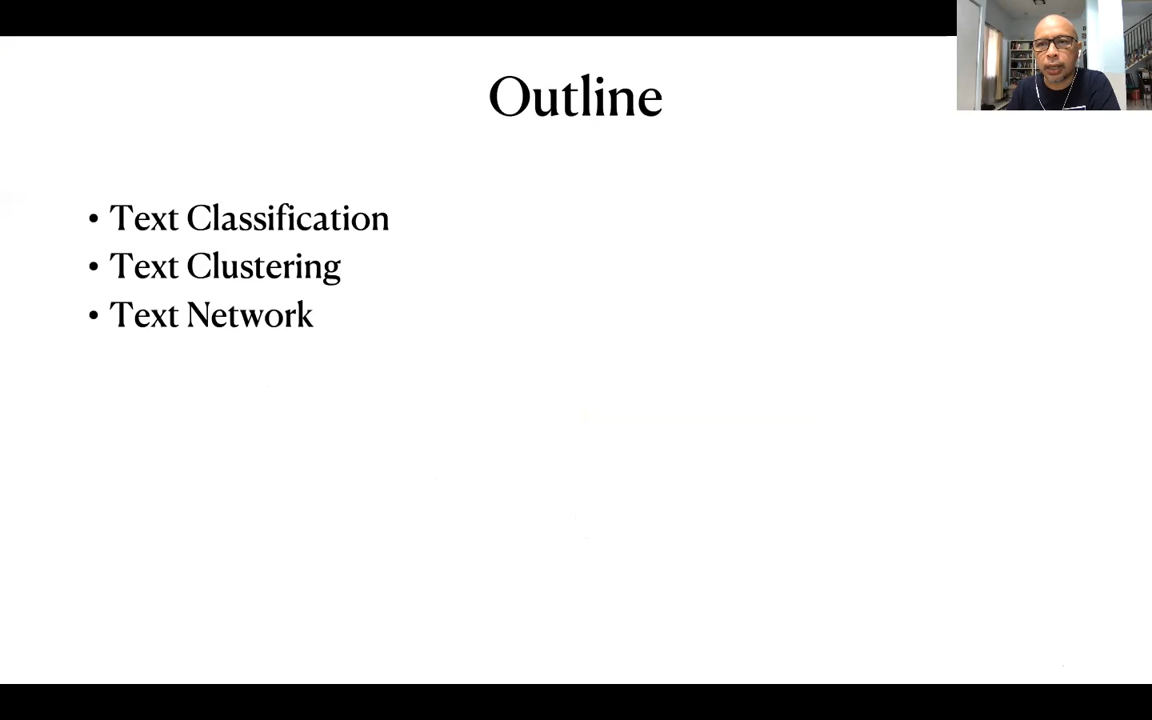 Outline
• Text Classification
• Text Clustering
• Text Network